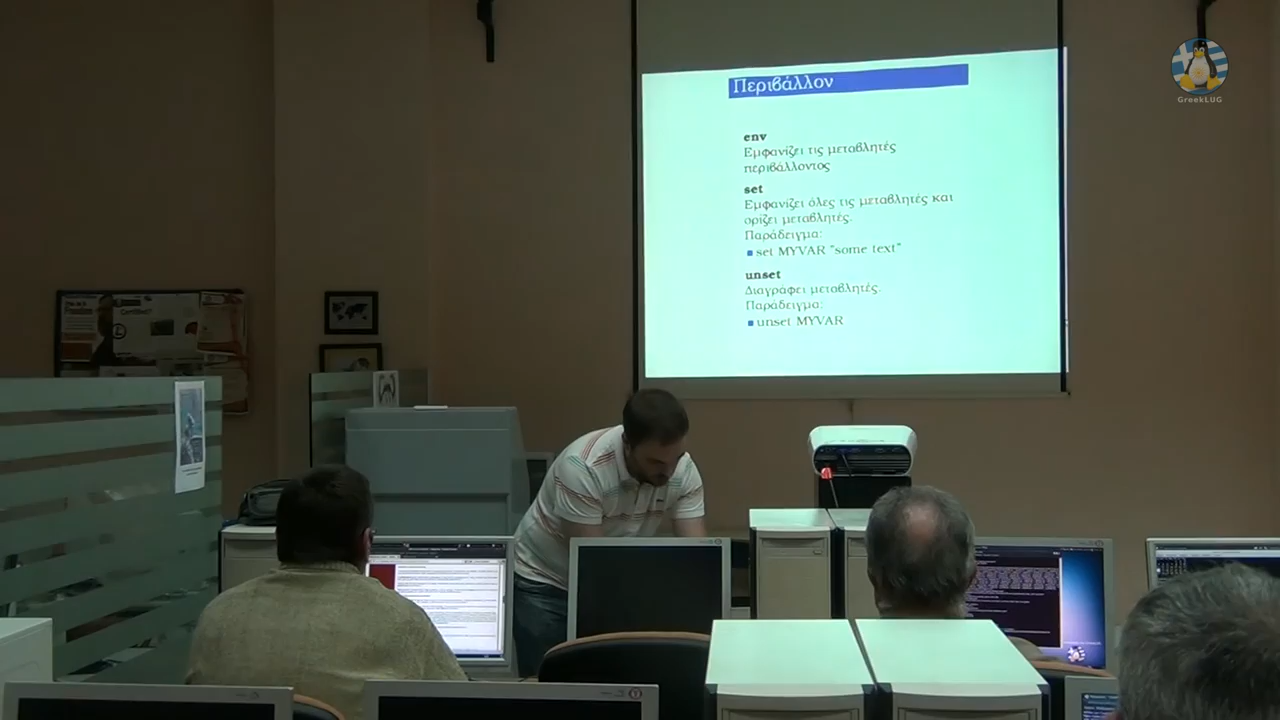 Περιβάλλον
env
Εμφανίζει τις μεταβλητές
περιβάλλοντος
set
Εμφανίζει όλες τις μεταβλητές και
ορίζει μεταβλητές.
Παράδειγμα:
set MYVAR "some text"
unset
Διαγράφει μεταβλητές.
Παράδειγμα:
unset MYVAR
GreekLUG